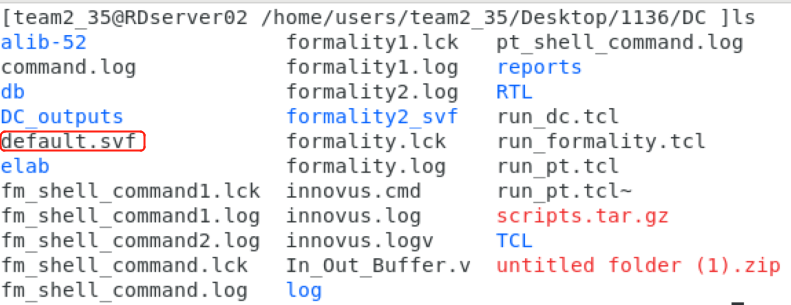 [team2_35@RDserver02 /home/users/team2_35/Desktop/1136/DC ]ls
alib-52 formality1.lck pt_shell_command.log
command.log formality1.log reports
db formality2.log RTL
DC_outputs formality2_svf run_dc.tcl
default.svf formality.lck run_formality.tcl
elab formality.log run_pt.tcl
fm_shell_command1.lck innovus.cmd run_pt.tcl~
fm_shell_command1.log innovus.log scripts.tar.gz
fm_shell_command2.log innovus.logv TCL
fm_shell_command.lck In_Out_Buffer.v untitled folder (1).zip
fm_shell_command.log log